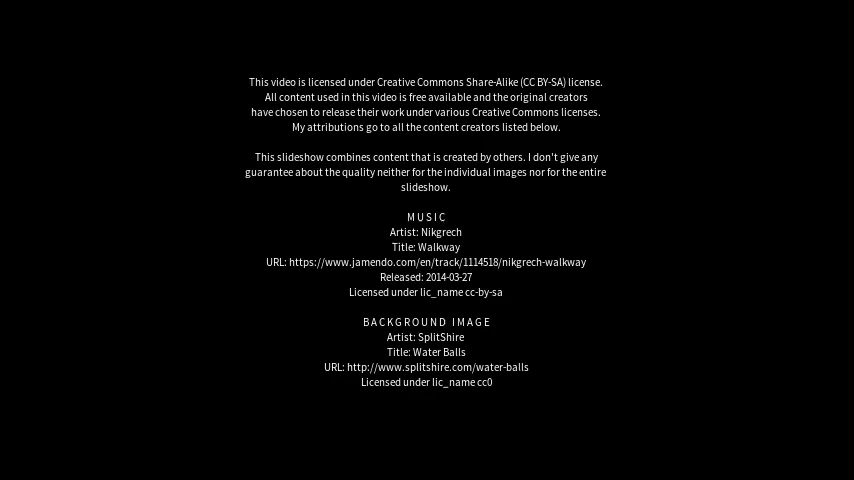 This video is licensed under Creative Commons Share-Alike (CC BY-SA) license.
All content used in this video is free available and the original creators
have chosen to release their work under various Creative Commons licenses.
My attributions go to all the content creators listed below.
This slideshow combines content that is created by others. I don't give any
guarantee about the quality neither for the individual images nor for the entire
slideshow.
MUSIC
Artist: Nikgrech
Title: Walkway
URL: https://www.jamendo.com/en/track/1114518/nikgrech-walkway
Released: 2014-03-27
Licensed under lic_name cc-by-sa
BACKGROUND IMAGE
Artist: SplitShire
Title: Water Balls
URL: http://www.splitshire.com/water-balls
Licensed under lic_name cc0